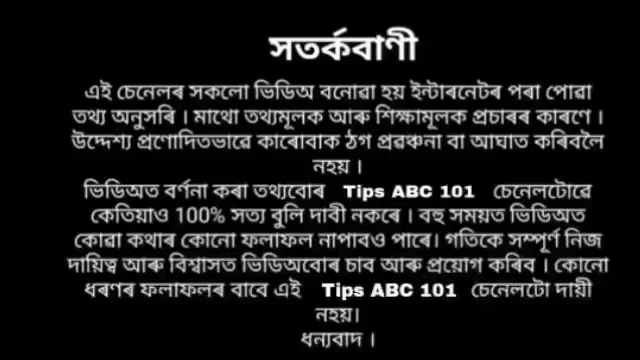 সতৰ্কবাণী
এই চেনেলৰ সকলো ভিডিঅ বনোৱা হয় ইন্টাৰনেটৰ পৰা পোৱা
তথ্য অনুসৰি । মাথো তথ্যমূলক আৰু শিক্ষামূলক প্ৰচাৰৰ কাৰণে ।
উদ্দেশ্য প্ৰণোদিতভাৱে কাৰোবাক ঠগ প্ৰৱঞ্চনা বা আঘাত কৰিবলৈ
নহয় ।
ভিডিঅত বৰ্ণনা কৰা তথ্যবোৰ Tips ABC 101 চেনেলটোৱে
কেতিয়াও 100% সত্য বুলি দাবী নকৰে । বহু সময়ত ভিডিঅত
কোৱা কথাৰ কোনো ফলাফল নাপাবও পাৰে। গতিকে সম্পূৰ্ণ নিজ
দায়িত্ব আৰু বিশ্বাসত ভিডিঅবোৰ চাব আৰু প্ৰয়োগ কৰিব । কোনো
ধৰণৰ ফলাফলৰ বাবে এই Tips ABC 101 চেনেলটো দায়ী
নহয়।
ধন্যবাদ ।